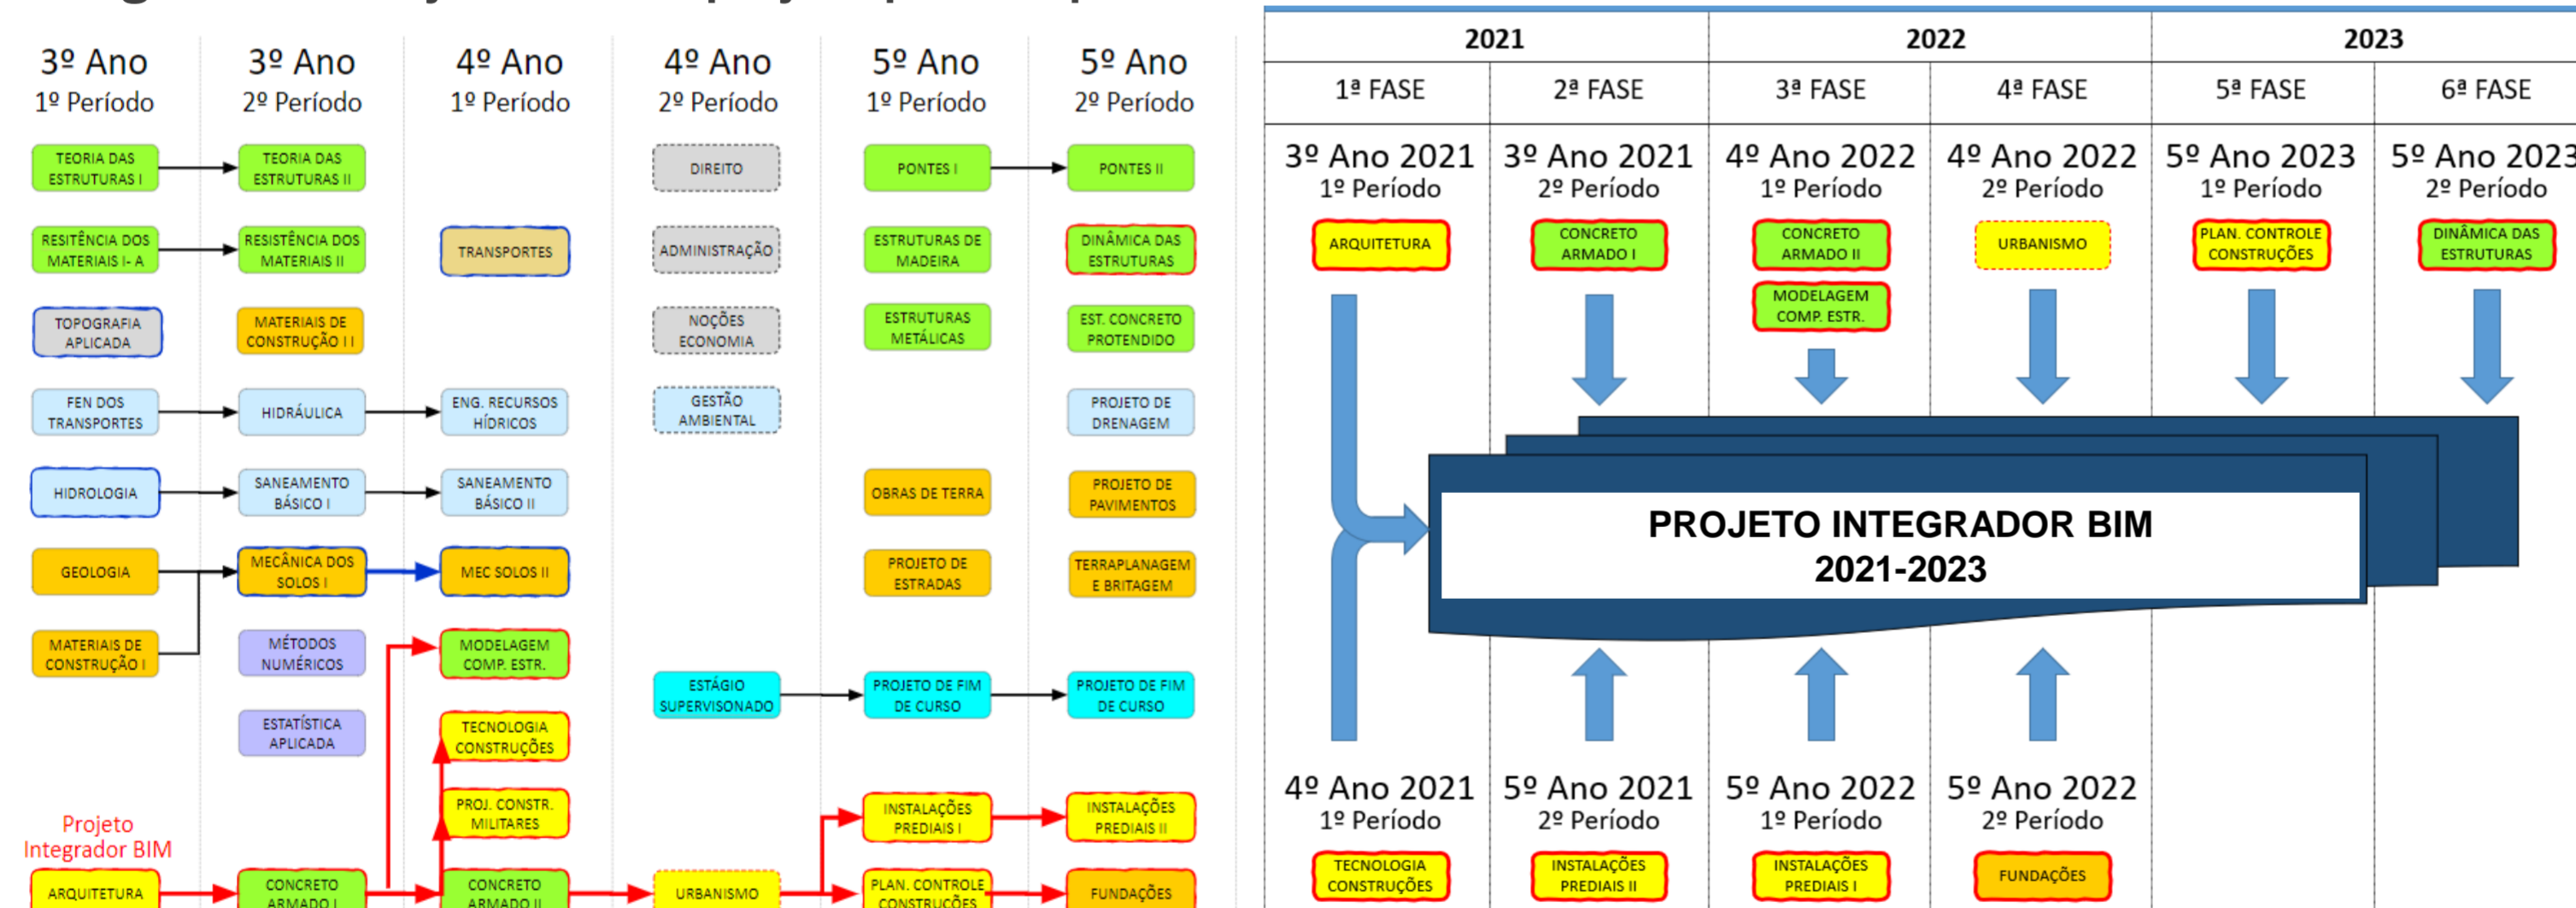 3º Ano
1º Período
3º Ano
2º Período
4º Ano
1º Período
4º Ano
2º Período
5º Ano
1º Período
5º Ano
2º Período
TEORIA DAS
ESTRUTURAS I
TEORIA DAS
ESTRUTURAS II
DIREITO
PONTES I
PONTES II
RESITÊNCIA DOS
MATERIAIS I- A
RESISTÊNCIA DOS
MATERIAIS II
TRANSPORTES
ADMINISTRAÇÃO
ESTRUTURAS DE
MADEIRA
DINÂMICA DAS
ESTRUTURAS
TOPOGRAFIA
APLICADA
MATERIAIS DE
CONSTRUÇÃO I I
NOÇÕES
ECONOMIA
ESTRUTURAS
METÁLICAS
EST. CONCRETO
PROTENDIDO
FEN DOS
TRANSPORTES
HIDRÁULICA
ENG. RECURSOS
HÍDRICOS
GESTÃO
AMBIENTAL
PROJETO DE
DRENAGEM
HIDROLOGIA
SANEAMENTO
BÁSICO I
SANEAMENTO
BÁSICO II
OBRAS DE TERRA
PROJETO DE
PAVIMENTOS
GEOLOGIA
MECÂNICA DOS
SOLOS I
MEC SOLOS II
PROJETO DE
ESTRADAS
TERRAPLANAGEM
E BRITAGEM
MATERIAIS DE
CONSTRUÇÃO I
MÉTODOS
NUMÉRICOS
MODELAGEM
COMP. ESTR.
ESTÁGIO
SUPERVISONADO
PROJETO DE FIM
DE CURSO
PROJETO DE FIM
DE CURSO
ESTATÍSTICA
APLICADA
TECNOLOGIA
CONSTRUÇÕES
PROJ. CONSTR.
MILITARES
INSTALAÇÕES
PREDIAIS I
INSTALAÇÕES
PREDIAIS II
Projeto
Integrador BIM
ARQUITETURA
CONCRETO
ARMADO I
CONCRETO
ARMADO II
URBANISMO
PLAN. CONTROLE
CONSTRUÇÕES
FUNDAÇÕES
2021
2022
2023
1ª FASE
2ª FASE
3ª FASE
4ª FASE
5ª FASE
6ª FASE
3º Ano 2021
1º Período
3º Ano 2021
2º Período
4º Ano 2022
1º Período
4º Ano 2022
2º Período
5º Ano 2023
1º Período
5º Ano 2023
2º Período
ARQUITETURA
CONCRETO
ARMADO I
CONCRETO
ARMADO II
MODELAGEM
COMP. ESTR.
URBANISMO
PLAN. CONTROLE
CONSTRUÇÕES
DINÂMICA DAS
ESTRUTURAS
PROJETO INTEGRADOR BIM
2021-2023
4º Ano 2021
1º Período
5º Ano 2021
2º Período
5º Ano 2022
1º Período
5º Ano 2022
2º Período
TECNOLOGIA
CONSTRUÇÕES
INSTALAÇÕES
PREDIAIS II
INSTALAÇÕES
PREDIAIS I
FUNDAÇÕES